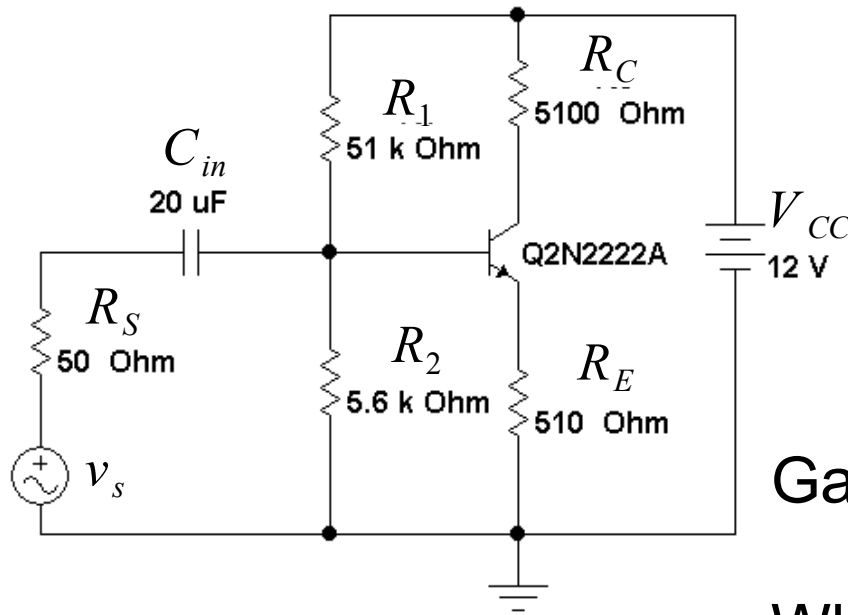 R_C
5100 Ohm
R_1
51 k Ohm
C_in
20 uF
V_CC
12 V
Q2N2222A
R_S
50 Ohm
R_2
5.6 k Ohm
R_E
510 Ohm
v_s
+
Ga